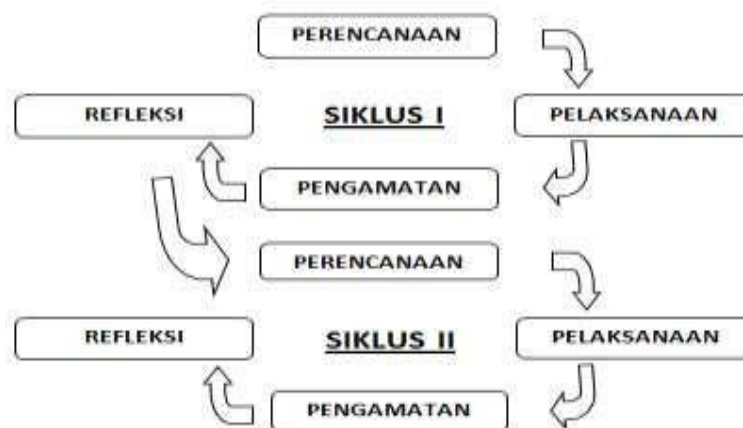 PERENCANAAN
REFLEKSI
SIKLUS I
PELAKSANAAN
PENGAMATAN
PERENCANAAN
REFLEKSI
SIKLUS II
PELAKSANAAN
PENGAMATAN